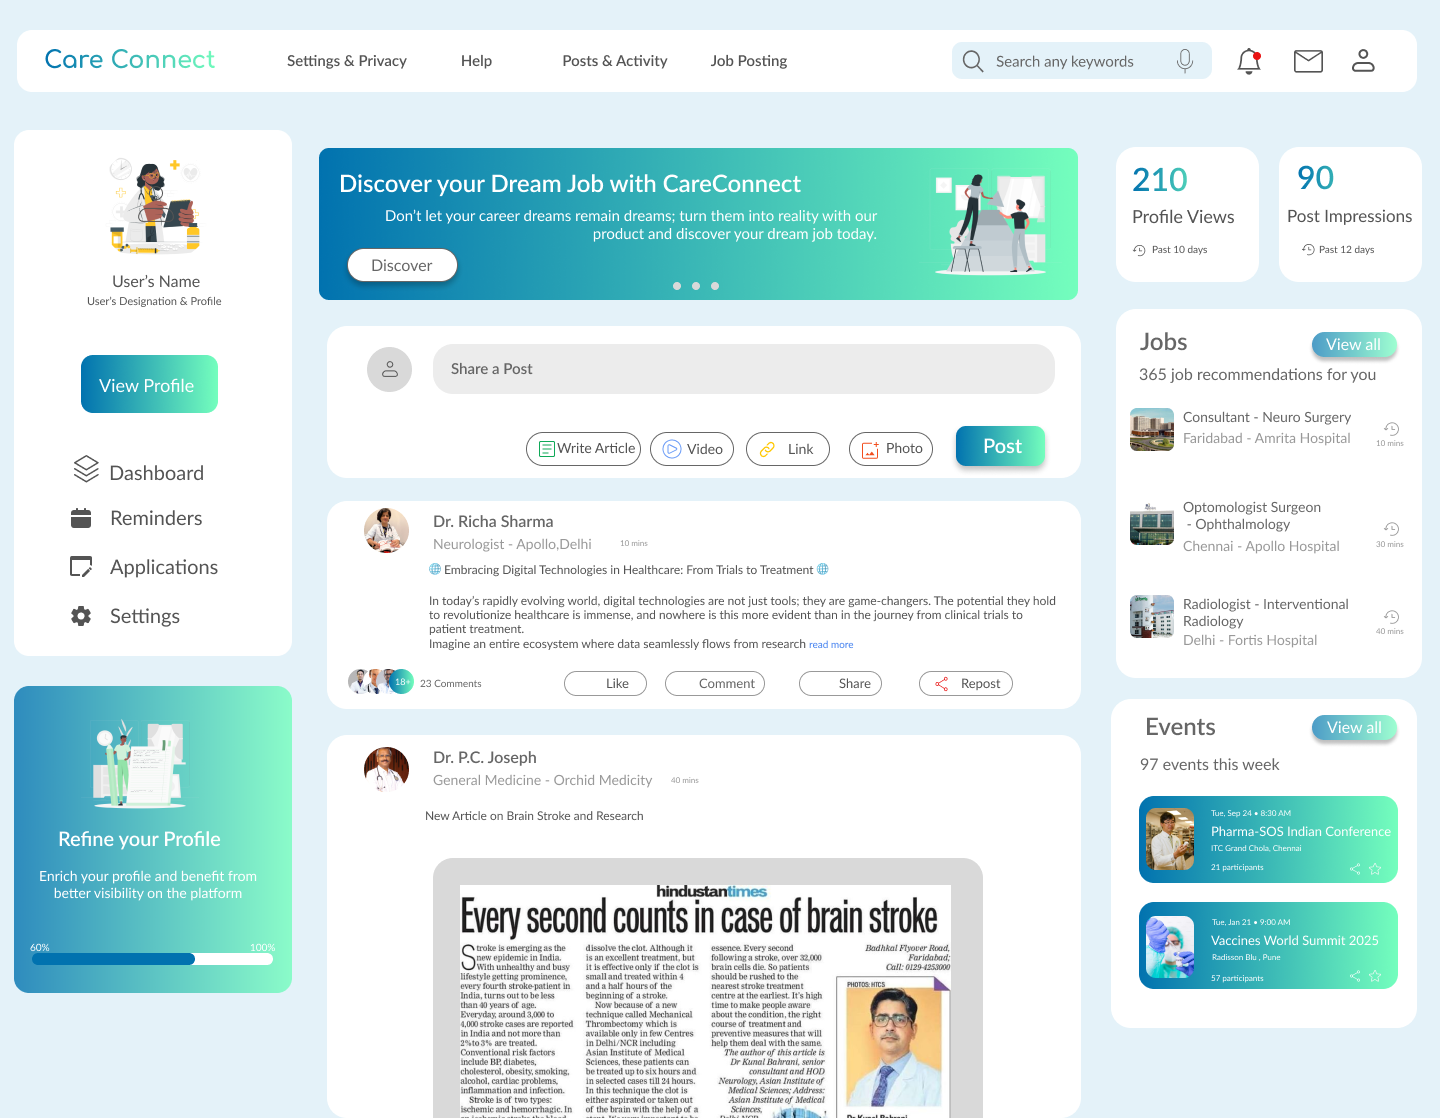 Care Connect
Settings & Privacy
Help
Posts & Activity
Job Posting
Search any keywords
User's Name
User's Designation & Profile
View Profile
Dashboard
Reminders
Applications
Settings
Refine your Profile
Enrich your profile and benefit from
better visibility on the platform
60%
100%
Discover your Dream Job with CareConnect
Don't let your career dreams remain dreams; turn them into reality with our
product and discover your dream job today.
Discover
Share a Post
Write Article
Video
Link
Photo
Post
Dr. Richa Sharma
Neurologist - Apollo,Delhi
10 mins
Embracing Digital Technologies in Healthcare: From Trials to Treatment
In today's rapidly evolving world, digital technologies are not just tools; they are game-changers. The potential they hold
to revolutionize healthcare is immense, and nowhere is this more evident than in the journey from clinical trials to
patient treatment.
Imagine an entire ecosystem where data seamlessly flows from research read more
18+
23 Comments
Like
Comment
Share
Repost
Dr. P.C. Joseph
General Medicine - Orchid Medicity
40 mins
New Article on Brain Stroke and Research
hindustantimes
Every second counts in case of brain stroke
Stroke is emerging as the
new epidemic in India.
With unhealthy and busy
lifestyle getting prominence,
every fourth stroke-patient in
India, turns out to be less
than 40 years of age.
Everyday, around 3,000 to
4,000 stroke cases are reported
in India and not more than
2% to 3% are treated.
Conventional risk factors
include BP, diabetes,
cholesterol, obesity, smoking,
alcohol, cardiac problems,
inflammation and infection.
Stroke is of two types:
ischemic and hemorrhagic. In
dissolve the clot. Although it
is an excellent treatment, but
it is effective only if the clot is
small and treated within 4
and a half hours of the
beginning of a stroke.
Now because of a new
technique called Mechanical
Thrombectomy which is
available only in few Centres
in Delhi/NCR including
Asian Institute of Medical
Sciences, these patients can
be treated up to six hours and
in selected cases till 24 hours.
In this technique the clot is
either aspirated or taken out
of the brain with the help of a
essence. Every second
following a stroke, over 32,000
brain cells die. So patients
should be rushed to the
nearest stroke treatment
centre at the earliest. It's high
time to make people aware
about the condition, the right
course of treatment and
preventive measures that will
help them deal with the same.
The author of this article is
Dr Kunal Bahrani, senior
consultant and HOD
Neurology, Asian Institute of
Medical Sciences; Address:
Asian Institute of Medical
Sciences,
Badhkal Flyover Road,
Faridabad;
Call: 0129-4253000
PHOTOS: HTCS
Dr Kunal Bahrani
210
Profile Views
Past 10 days
90
Post Impressions
Past 12 days
Jobs
View all
365 job recommendations for you
Consultant - Neuro Surgery
Faridabad - Amrita Hospital
10 mins
Optomologist Surgeon
- Ophthalmology
Chennai - Apollo Hospital
30 mins
Radiologist - Interventional
Radiology
Delhi - Fortis Hospital
40 mins
Events
View all
97 events this week
Tue, Sep 24 • 8:30 AM
Pharma-SOS Indian Conference
ITC Grand Chola, Chennai
21 participants
Tue, Jan 21 • 9:00 AM
Vaccines World Summit 2025
Radisson Blu , Pune
57 participants